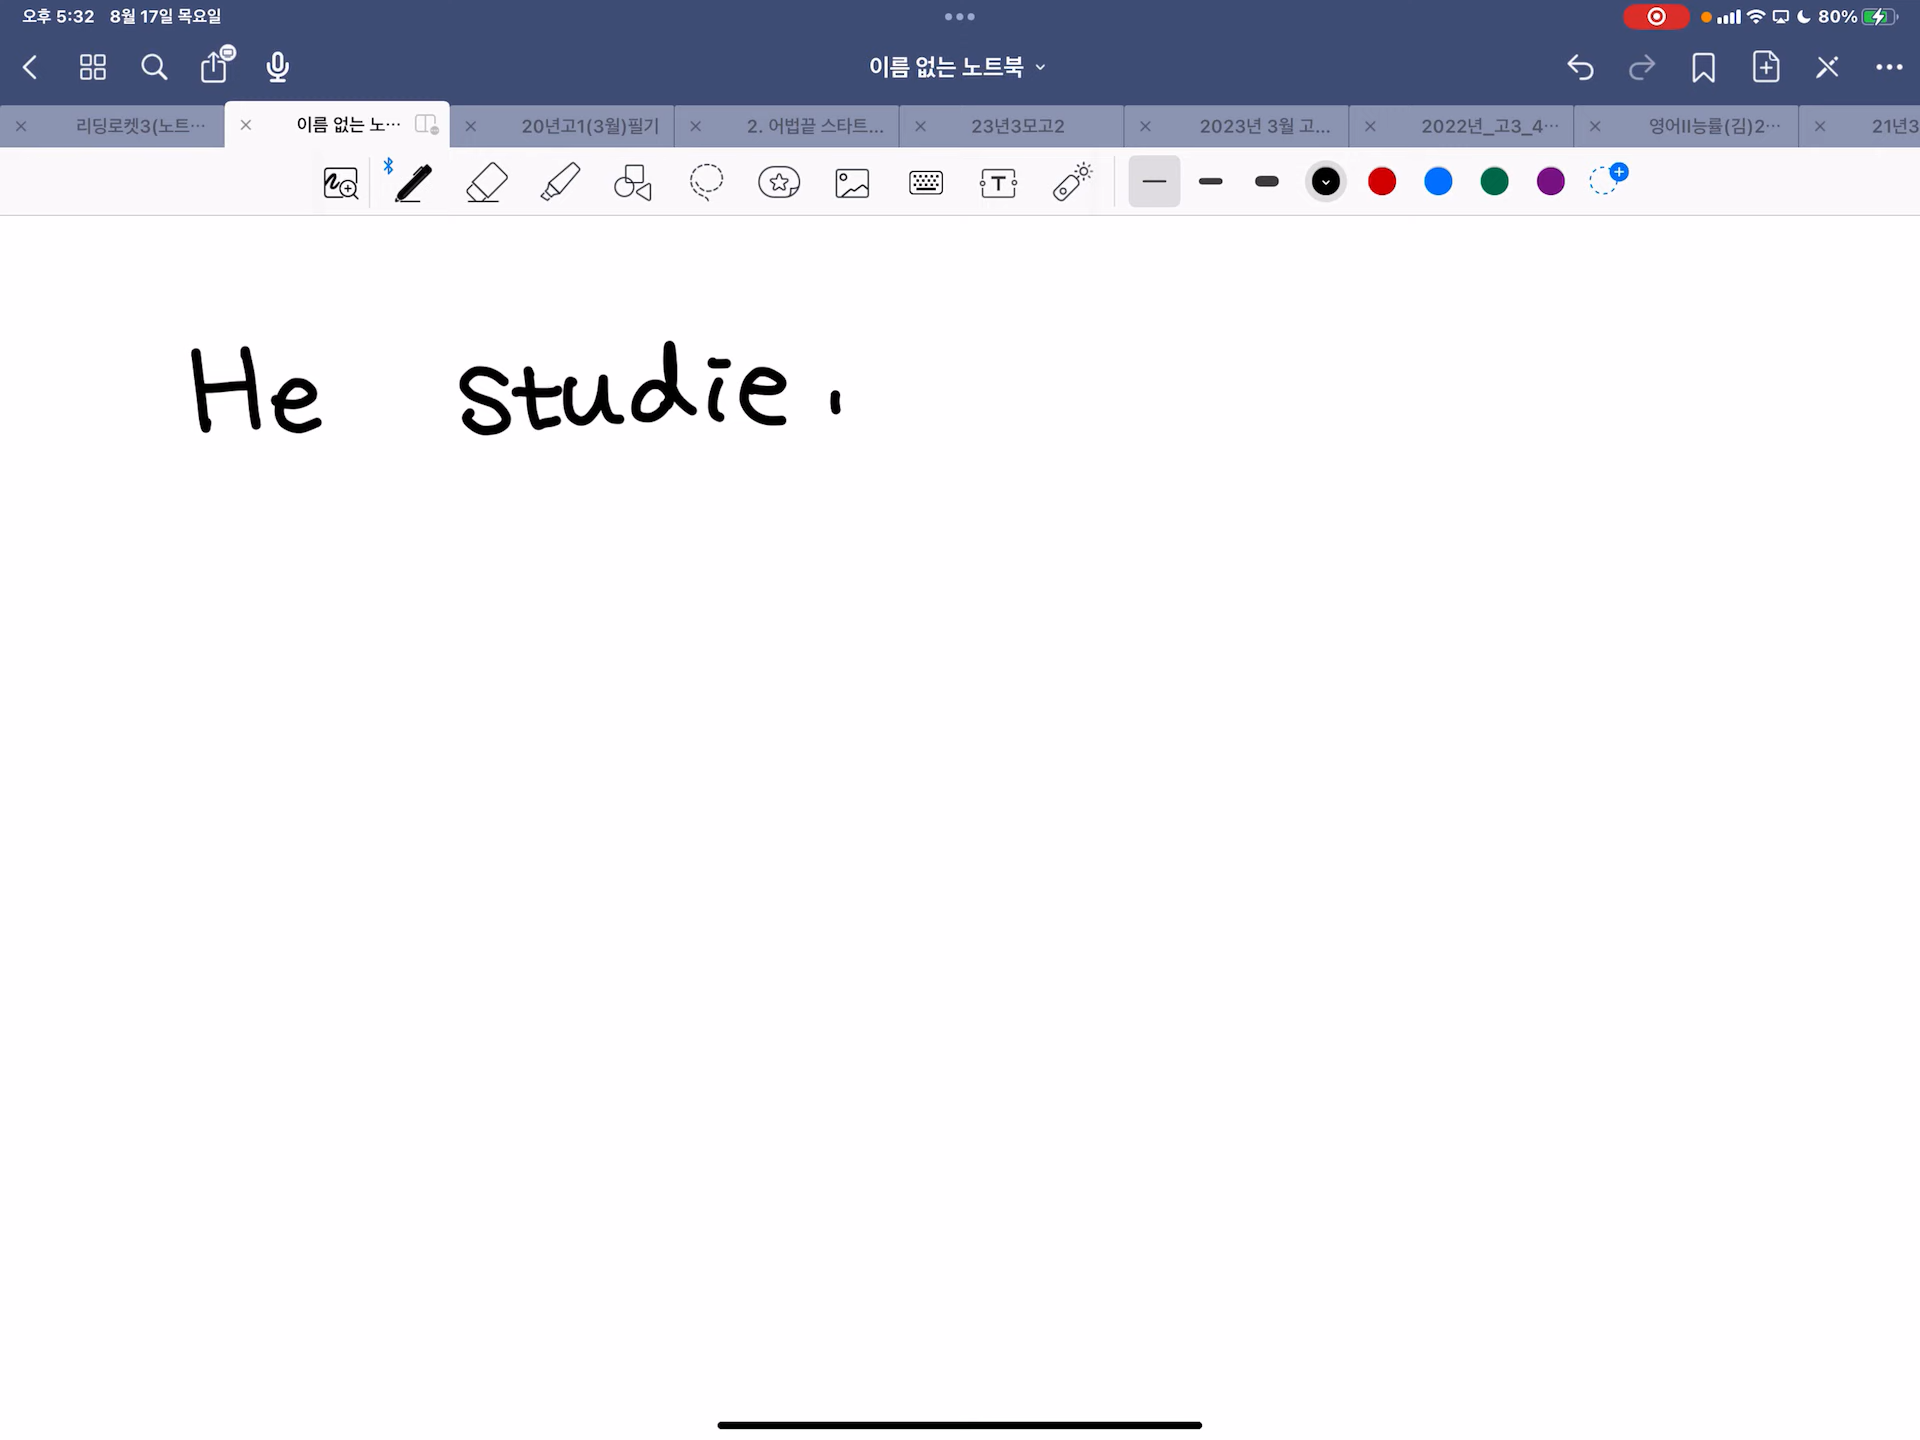 오후 5:32 8월 17일 목요일 80%
이름 없는 노트북
리딩로켓3(노트… 이름 없는 노… 20년고1(3월)필기 2. 어법끝 스타트... 23년3모고2 2023년 3월 고... 2022년_고3_4… 영어II능률(김)2… 21년3
T
He studie.